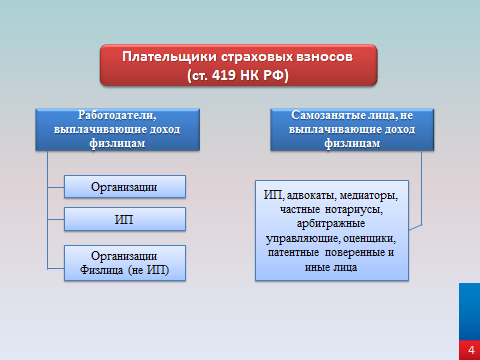 Плательщики страховых взносов
(ст. 419 НК РФ)
Работодатели,
выплачивающие доход
физлицам
Организации
ИП
Организации
Физлица (не ИП)
Самозанятые лица, не
выплачивающие доход
физлицам
ИП, адвокаты, медиаторы,
частные нотариусы,
арбитражные
управляющие, оценщики,
патентные поверенные и
иные лица
4